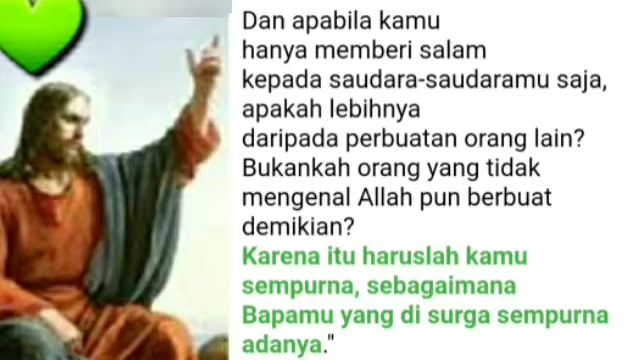 Dan apabila kamu
hanya memberi salam
kepada saudara-saudaramu saja,
apakah lebihnya
daripada perbuatan orang lain?
Bukankah orang yang tidak
mengenal Allah pun berbuat
demikian?
Karena itu haruslah kamu
sempurna, sebagaimana
Bapamu yang di surga sempurna
adanya."